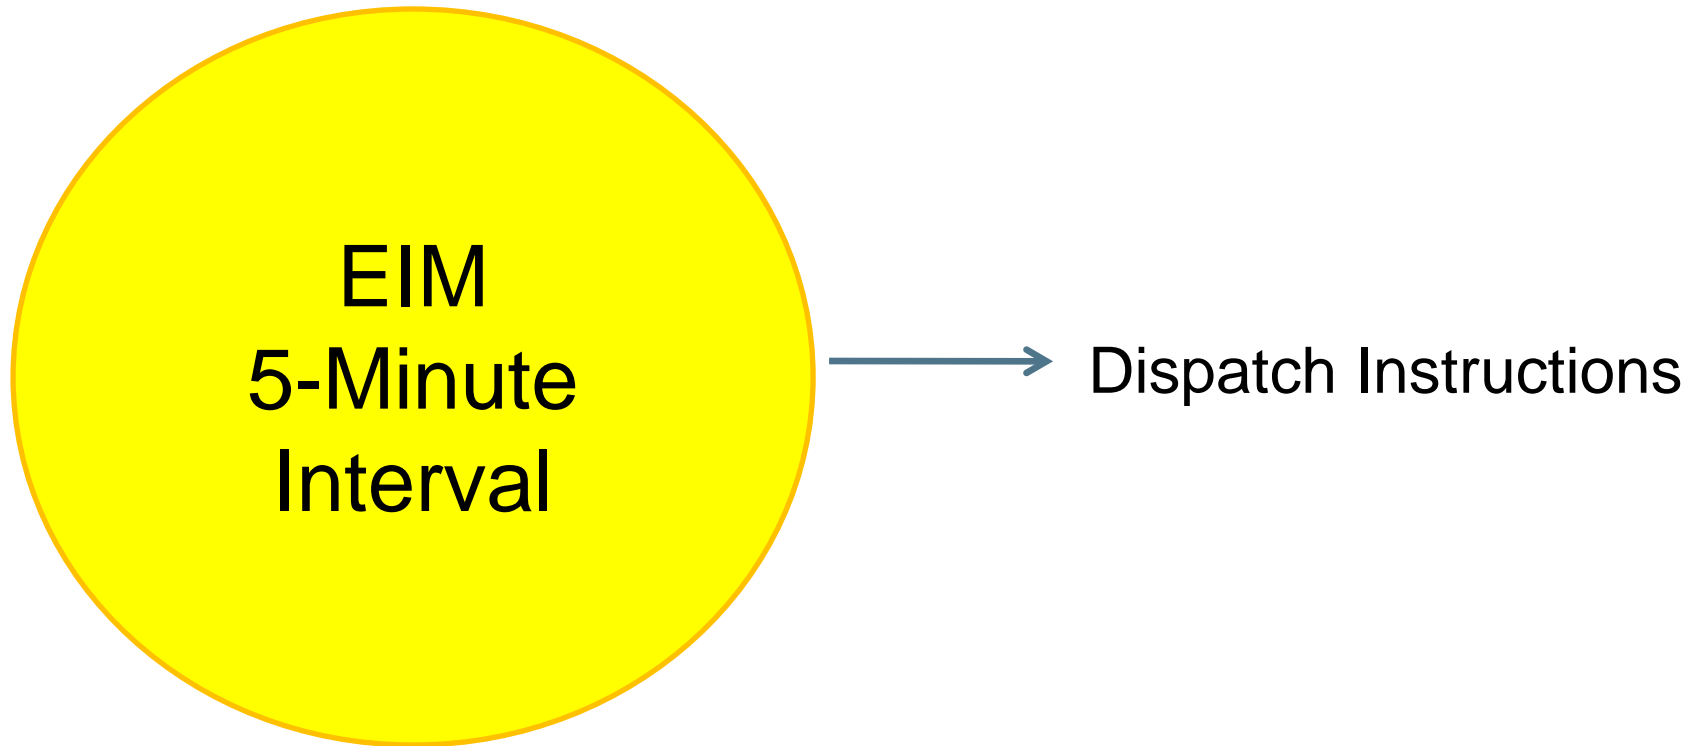 EIM
5-Minute
Interval
Dispatch Instructions